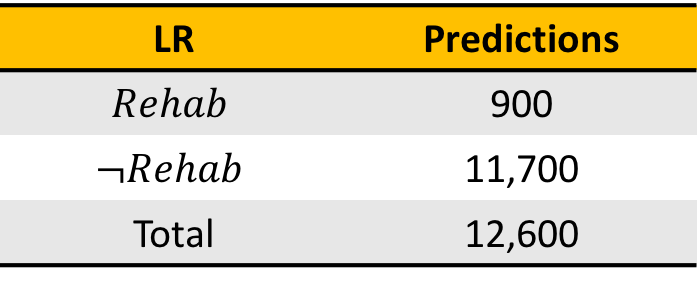 LR Predictions
Rehab 900
¬Rehab 11,700
Total 12,600